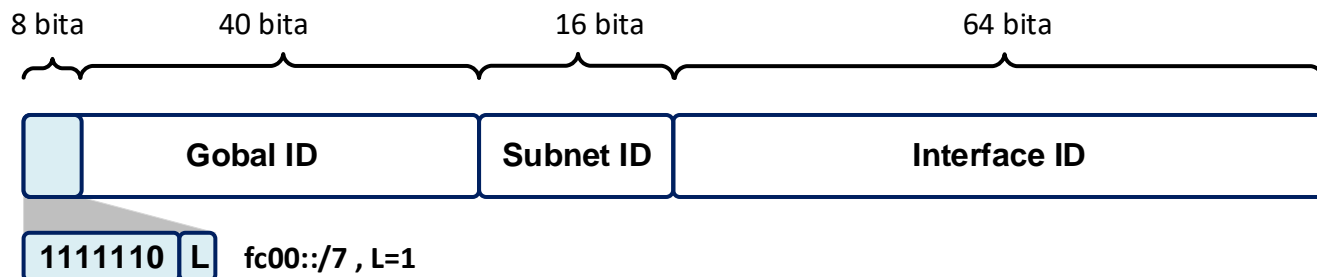 8 bita 40 bita 16 bita 64 bita
Gobal ID Subnet ID Interface ID
1111110 L fc00::/7 , L=1